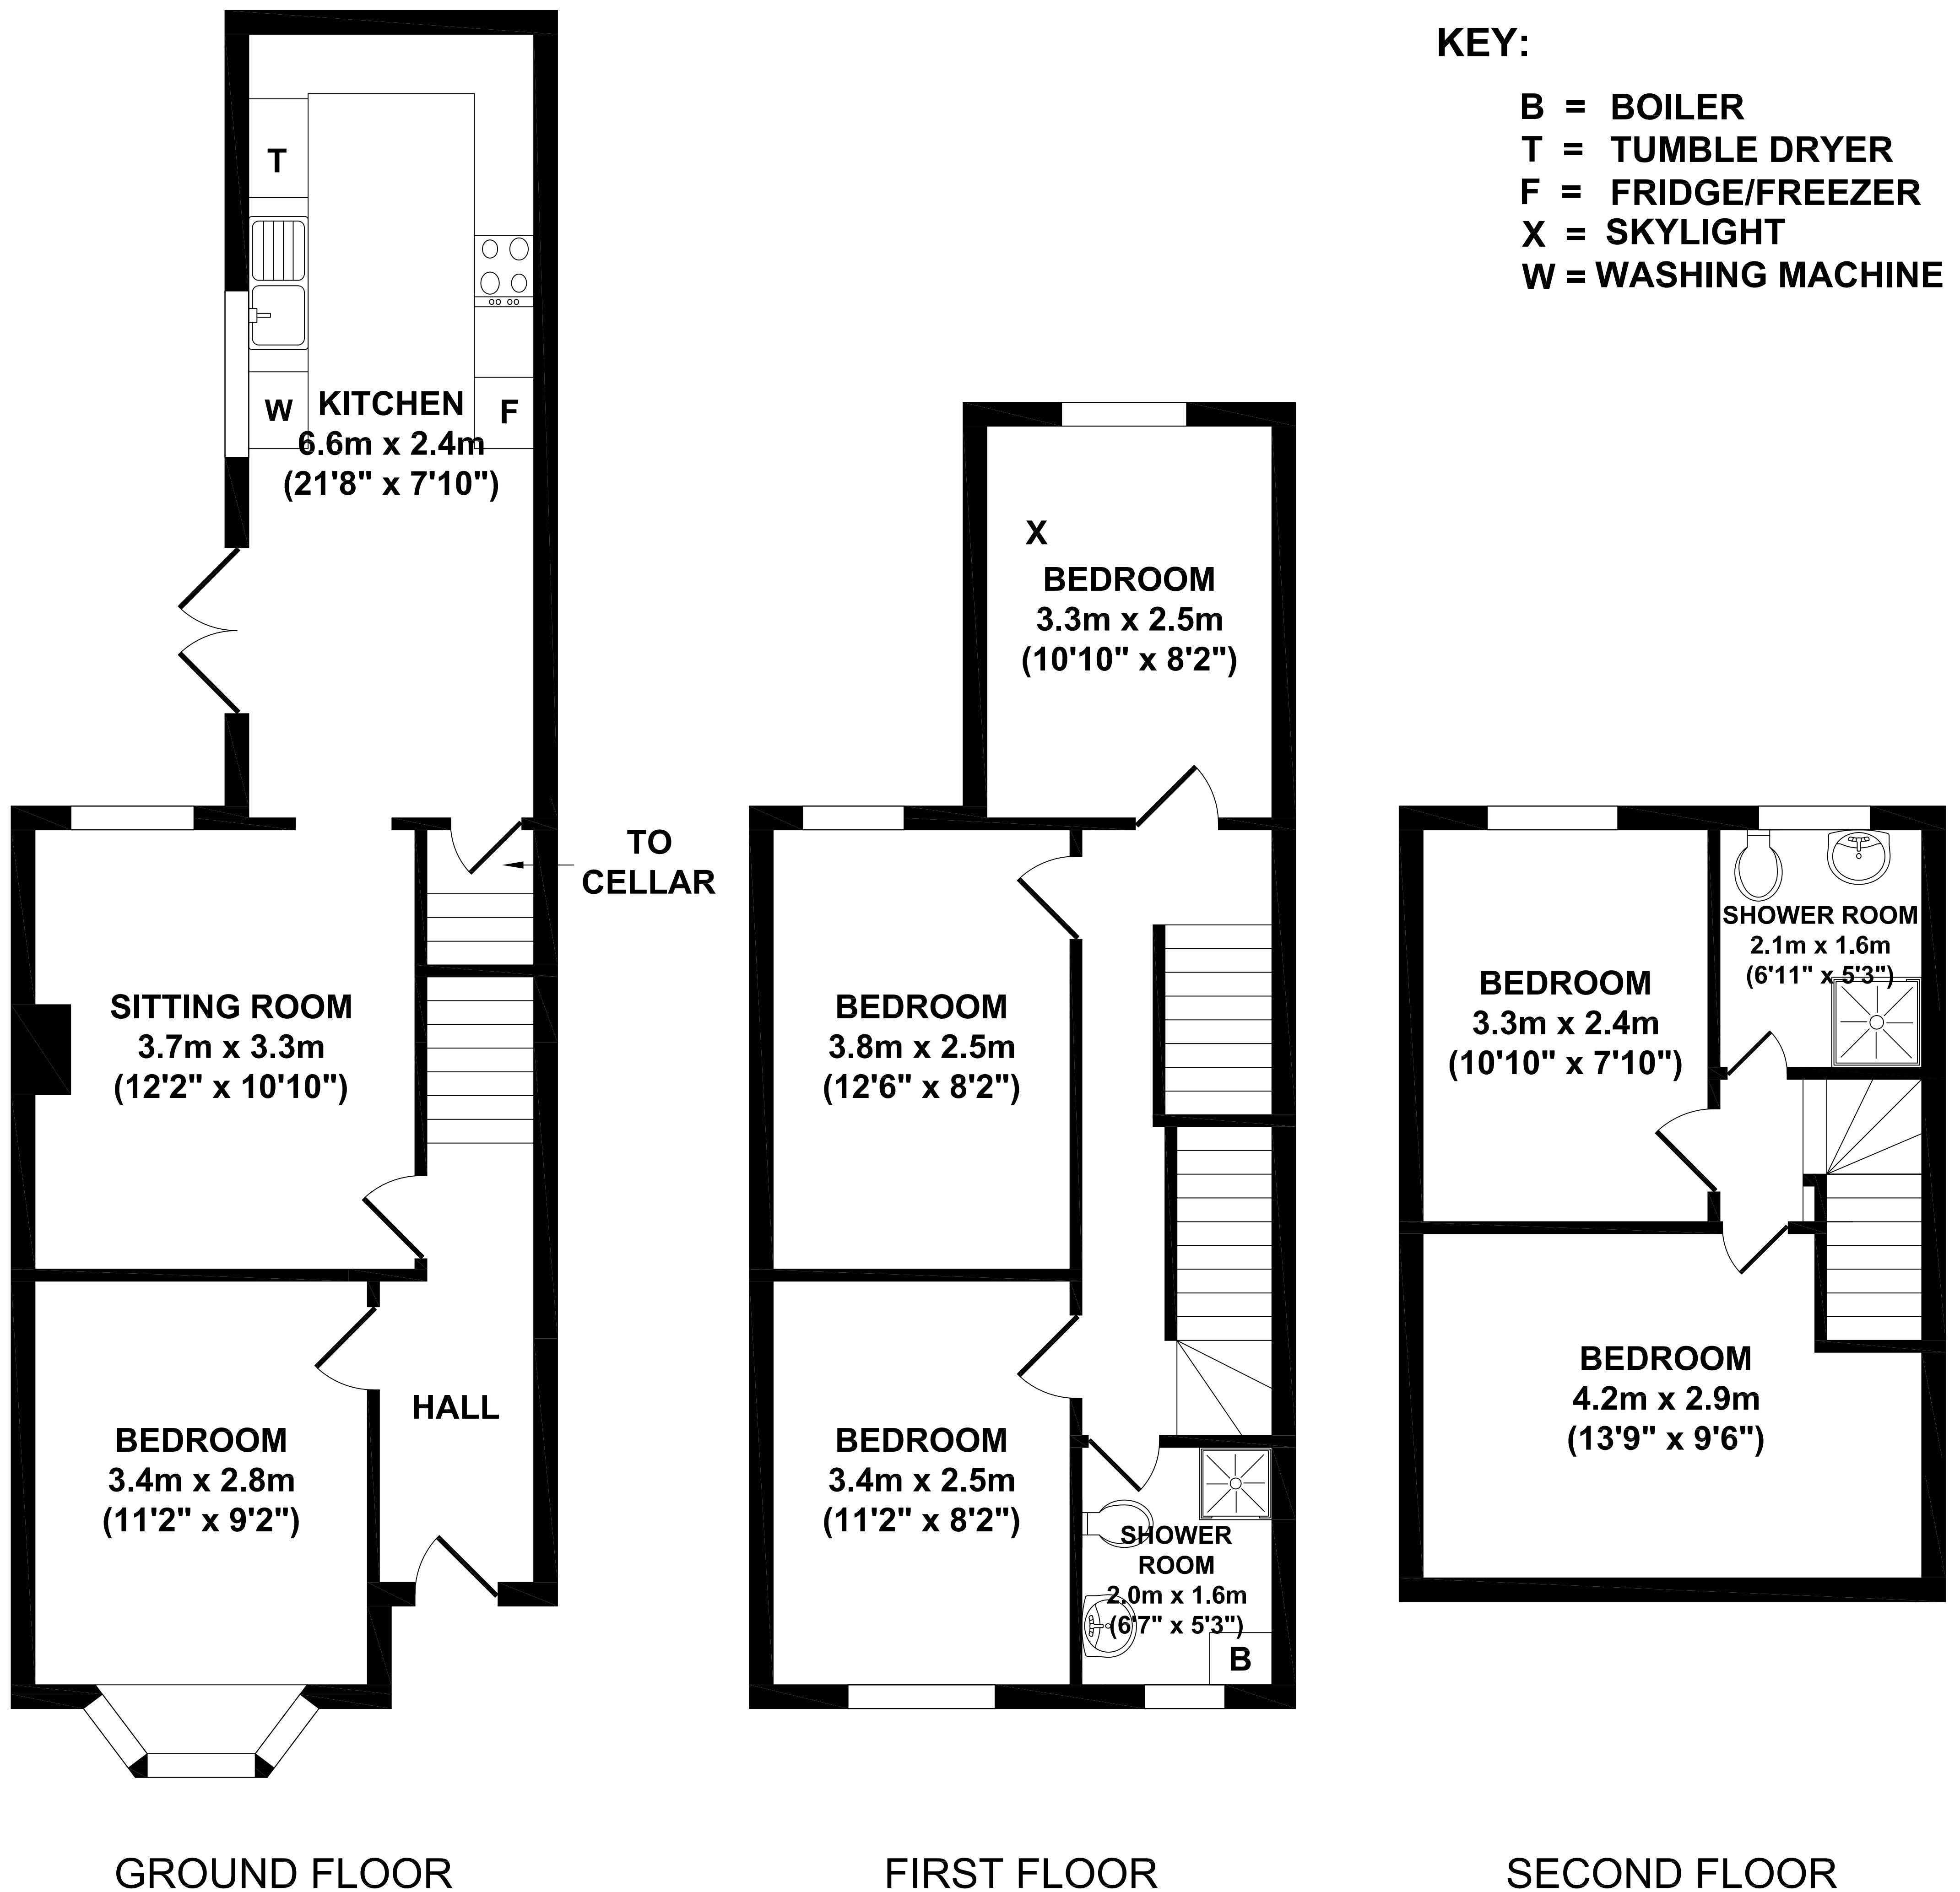 KEY:
B = BOILER
T = TUMBLE DRYER
F = FRIDGE/FREEZER
X = SKYLIGHT
W = WASHING MACHINE
T
W
F
KITCHEN
6.6m x 2.4m
(21'8" x 7'10")
TO
CELLAR
SITTING ROOM
3.7m x 3.3m
(12'2" x 10'10")
HALL
BEDROOM
3.4m x 2.8m
(11'2" x 9'2")
GROUND FLOOR
X
BEDROOM
3.3m x 2.5m
(10'10" x 8'2")
BEDROOM
3.8m x 2.5m
(12'6" x 8'2")
BEDROOM
3.4m x 2.5m
(11'2" x 8'2")
SHOWER
ROOM
2.0m x 1.6m
(6'7" x 5'3")
B
FIRST FLOOR
SHOWER ROOM
2.1m x 1.6m
(6'11" x 5'3")
BEDROOM
3.3m x 2.4m
(10'10" x 7'10")
BEDROOM
4.2m x 2.9m
(13'9" x 9'6")
SECOND FLOOR